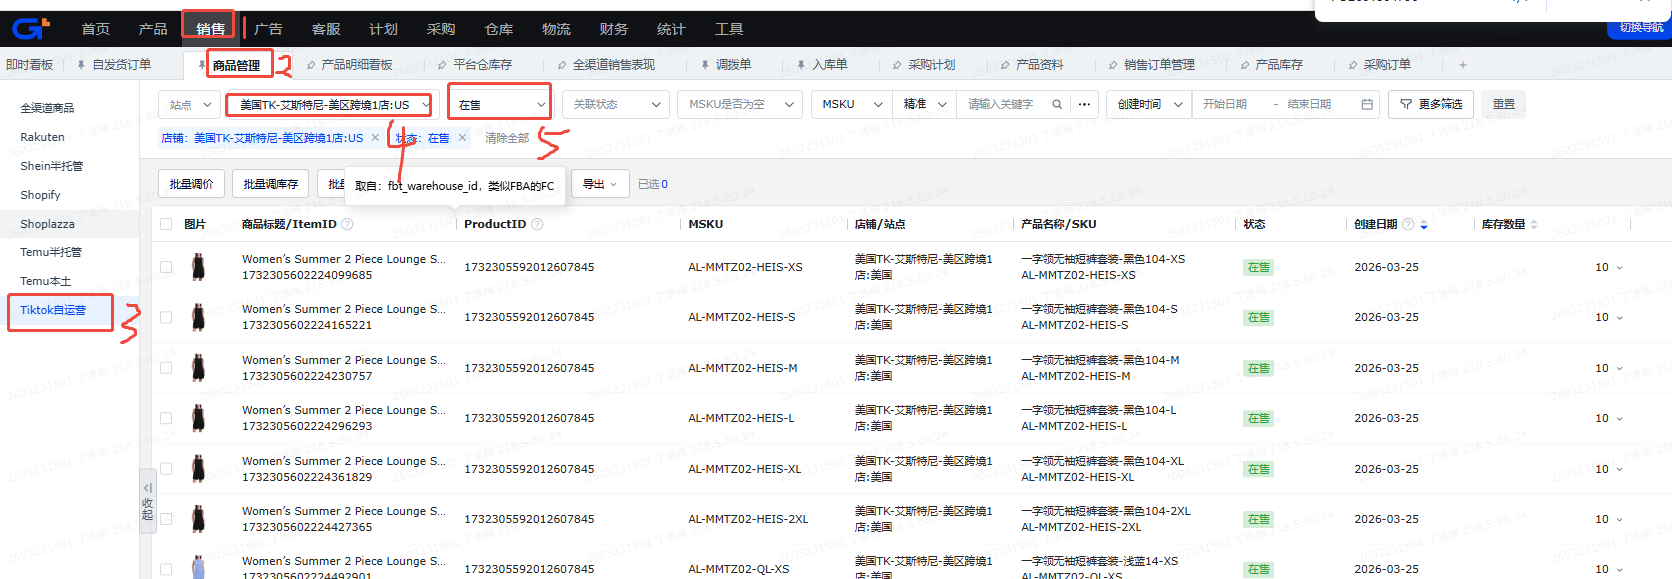 首页 产品 销售 广告 客服 计划 采购 仓库 物流 财务 统计 工具 切换导航
即时看板 自发货订单 商品管理 产品明细看板 平台仓库存 全渠道销售表现 调拨单 入库单 采购计划 产品资料 销售订单管理 产品库存 采购订单
全渠道商品
Rakuten
Shein半托管
Shopify
Shoplazza
Temu半托管
Temu本土
Tiktok自运营
收起
站点 美国TK-艾斯特尼-美区跨境1店:US 在售 关联状态 MSKU是否为空 MSKU 精准 请输入关键字 创建时间 开始日期 - 结束日期 更多筛选 重置
店铺：美国TK-艾斯特尼-美区跨境1店:US 状态：在售 清除全部
批量调价 批量调库存 取自：fbt_warehouse_id，类似FBA的FC 导出 已选0
图片 商品标题/ItemID ProductID MSKU 店铺/站点 产品名称/SKU 状态 创建日期 库存数量
Women's Summer 2 Piece Lounge S...
1732305602224099685 1732305592012607845 AL-MMTZ02-HEIS-XS 美国TK-艾斯特尼-美区跨境1店:美国 一字领无袖短裤套装-黑色104-XS AL-MMTZ02-HEIS-XS 在售 2026-03-25 10
Women's Summer 2 Piece Lounge S...
1732305602224165221 1732305592012607845 AL-MMTZ02-HEIS-S 美国TK-艾斯特尼-美区跨境1店:美国 一字领无袖短裤套装-黑色104-S AL-MMTZ02-HEIS-S 在售 2026-03-25 10
Women's Summer 2 Piece Lounge S...
1732305602224230757 1732305592012607845 AL-MMTZ02-HEIS-M 美国TK-艾斯特尼-美区跨境1店:美国 一字领无袖短裤套装-黑色104-M AL-MMTZ02-HEIS-M 在售 2026-03-25 10
Women's Summer 2 Piece Lounge S...
1732305602224296293 1732305592012607845 AL-MMTZ02-HEIS-L 美国TK-艾斯特尼-美区跨境1店:美国 一字领无袖短裤套装-黑色104-L AL-MMTZ02-HEIS-L 在售 2026-03-25 10
Women's Summer 2 Piece Lounge S...
1732305602224361829 1732305592012607845 AL-MMTZ02-HEIS-XL 美国TK-艾斯特尼-美区跨境1店:美国 一字领无袖短裤套装-黑色104-XL AL-MMTZ02-HEIS-XL 在售 2026-03-25 10
Women's Summer 2 Piece Lounge S...
1732305602224427365 1732305592012607845 AL-MMTZ02-HEIS-2XL 美国TK-艾斯特尼-美区跨境1店:美国 一字领无袖短裤套装-黑色104-2XL AL-MMTZ02-HEIS-2XL 在售 2026-03-25 10
Women's Summer 2 Piece Lounge S...
1732305602224492901 1732305592012607845 AL-MMTZ02-QL-XS 美国TK-艾斯特尼-美区跨境1店:美国 一字领无袖短裤套装-浅蓝14-XS AL-MMTZ02-QL-XS 在售 2026-03-25 10